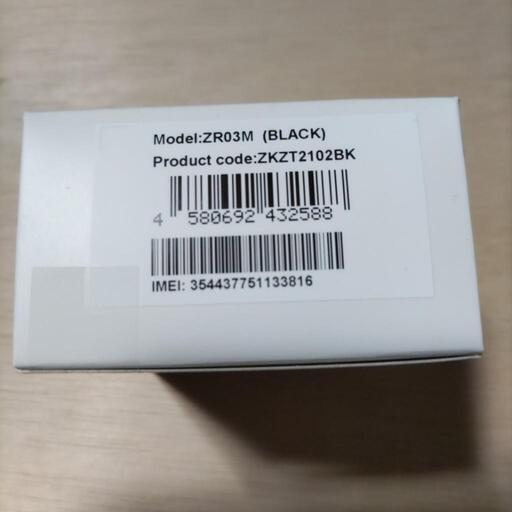 Model:ZR03M (BLACK)
Product code:ZKZT2102BK
4 580692 432588
IMEI: 354437751133816